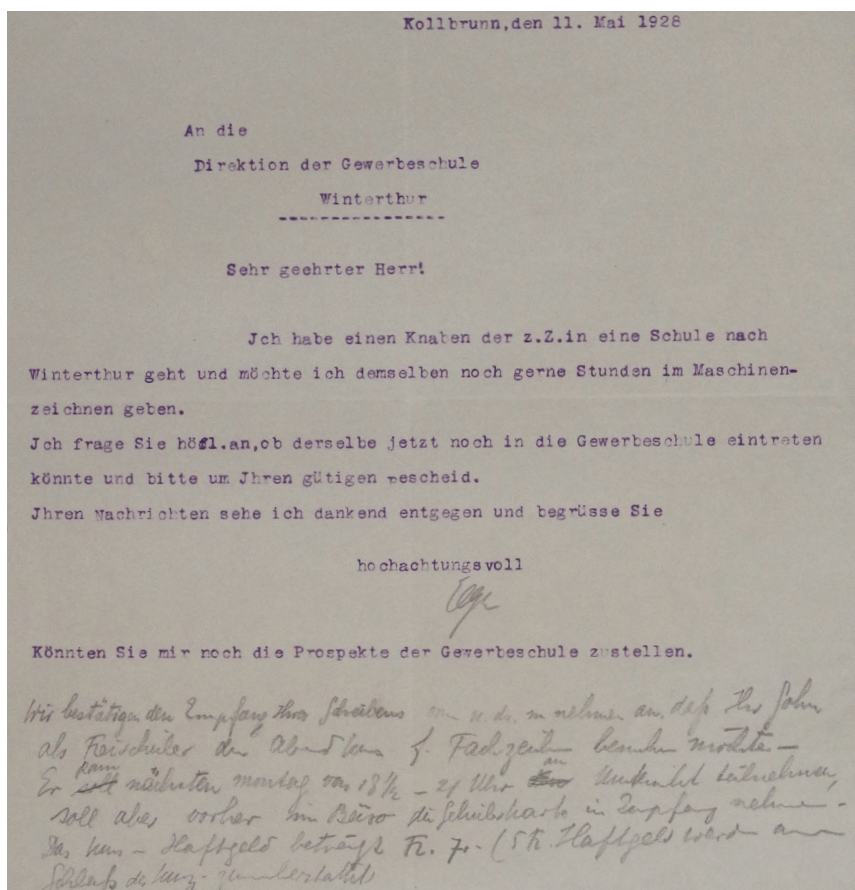 Kollbrunn,den 11. Mai 1928
An die
Direktion der Gewerbeschule
Winterthur
Sehr geehrter Herr!
Jch habe einen Knaben der z.Z.in eine Schule nach
Winterthur geht und möchte ich demselben noch gerne Stunden im Maschinen-
zeichnen geben.
Jch frage Sie höfl.an,ob derselbe jetzt noch in die Gewerbeschule eintreten
könnte und bitte um Jhren gütigen Bescheid.
Jhren Nachrichten sehe ich dankend entgegen und begrüsse Sie
hochachtungsvoll
Könnten Sie mir noch die Prospekte der Gewerbeschule zustellen.
Wir bestätigen den Empfang Ihres Schreibens vom 11. ds. nehmen an, daß Ihr Sohn
als Freischüler den Abendkurs f. Fachzeichn besuchen möchte -
Er kann nächsten montag von 18½ - 21 Uhr am Unterricht teilnehmen,
soll aber vorher im Büro die Schülerkarte in Empfang nehmen -
Das Kurs - Haftgeld beträgt Fr. 7.- (5 Fr. Haftgeld werden am
Schluß des Kurs- zurückerstattet